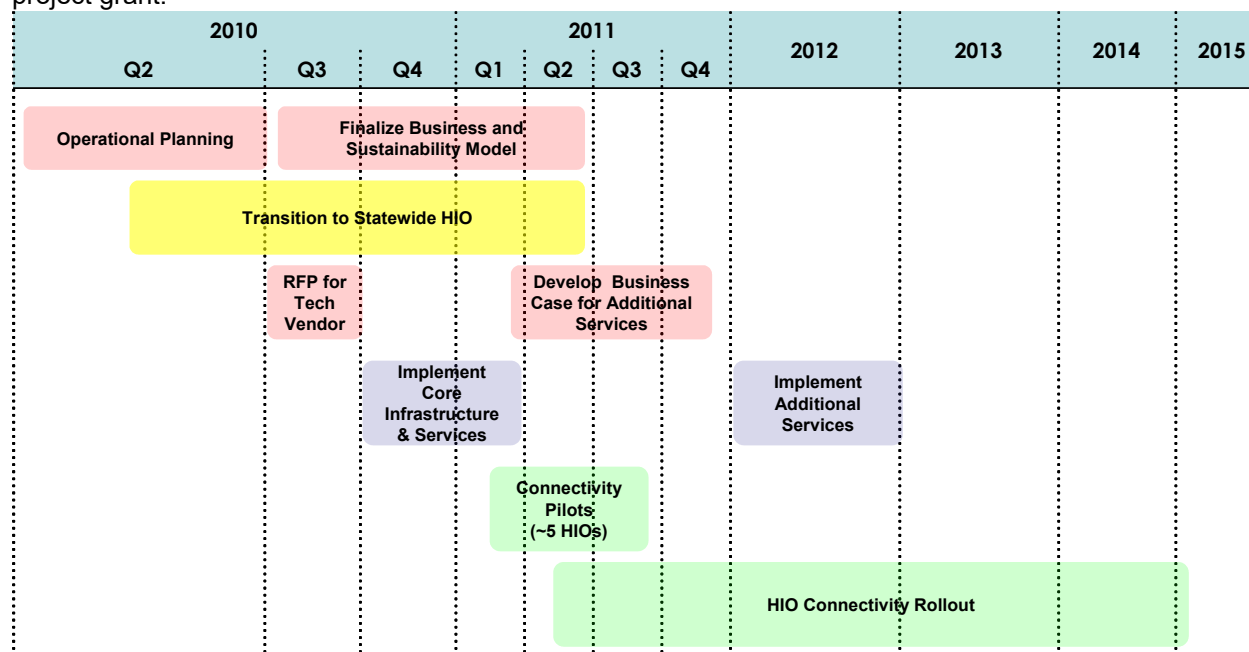 project grant.
2010
2011
2012
2013
2014
2015
Q2
Q3
Q4
Q1
Q2
Q3
Q4
Operational Planning
Finalize Business and
Sustainability Model
Transition to Statewide HIO
RFP for
Tech
Vendor
Develop Business
Case for Additional
Services
Implement
Core
Infrastructure
& Services
Implement
Additional
Services
Connectivity
Pilots
(~5 HIOs)
HIO Connectivity Rollout